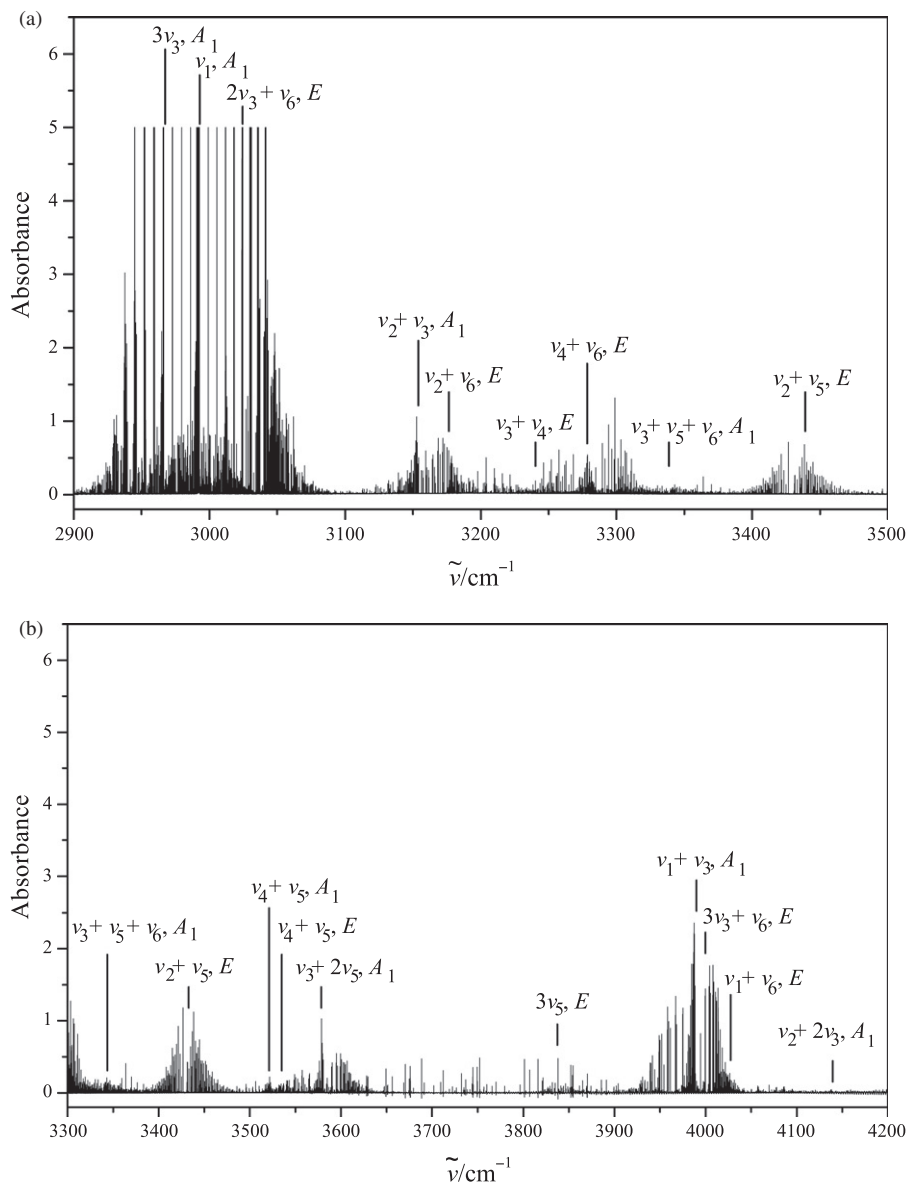 (a)
3ν₃, A₁
ν₁, A₁
2ν₃ + ν₆, E
6
5
4
3
2
1
0
Absorbance
ν₂ + ν₃, A₁
ν₂ + ν₆, E
ν₃ + ν₄, E
ν₄ + ν₆, E
ν₃ + ν₅ + ν₆, A₁
ν₂ + ν₅, E
2900 3000 3100 3200 3300 3400 3500
ν̃/cm⁻¹
(b)
6
5
4
3
2
1
0
Absorbance
ν₃ + ν₅ + ν₆, A₁
ν₂ + ν₅, E
ν₄ + ν₅, A₁
ν₄ + ν₅, E
ν₃ + 2ν₅, A₁
3ν₅, E
ν₁ + ν₃, A₁
3ν₃ + ν₆, E
ν₁ + ν₆, E
ν₂ + 2ν₃, A₁
3300 3400 3500 3600 3700 3800 3900 4000 4100 4200
ν̃/cm⁻¹